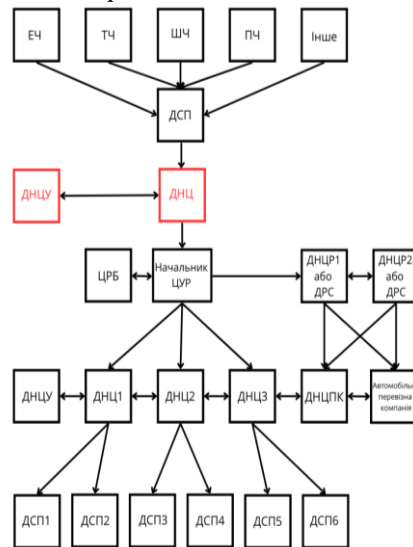 ЕЧ
ТЧ
ШЧ
ПЧ
Інше
ДСП
ДНЦУ
ДНЦ
ЦРБ
Начальник
ЦУР
ДНЦР1
або
ДРС
ДНЦР2
або
ДРС
ДНЦУ
ДНЦ1
ДНЦ2
ДНЦ3
ДНЦПК
Автомобільна
перевізна
компанія
ДСП1
ДСП2
ДСП3
ДСП4
ДСП5
ДСП6